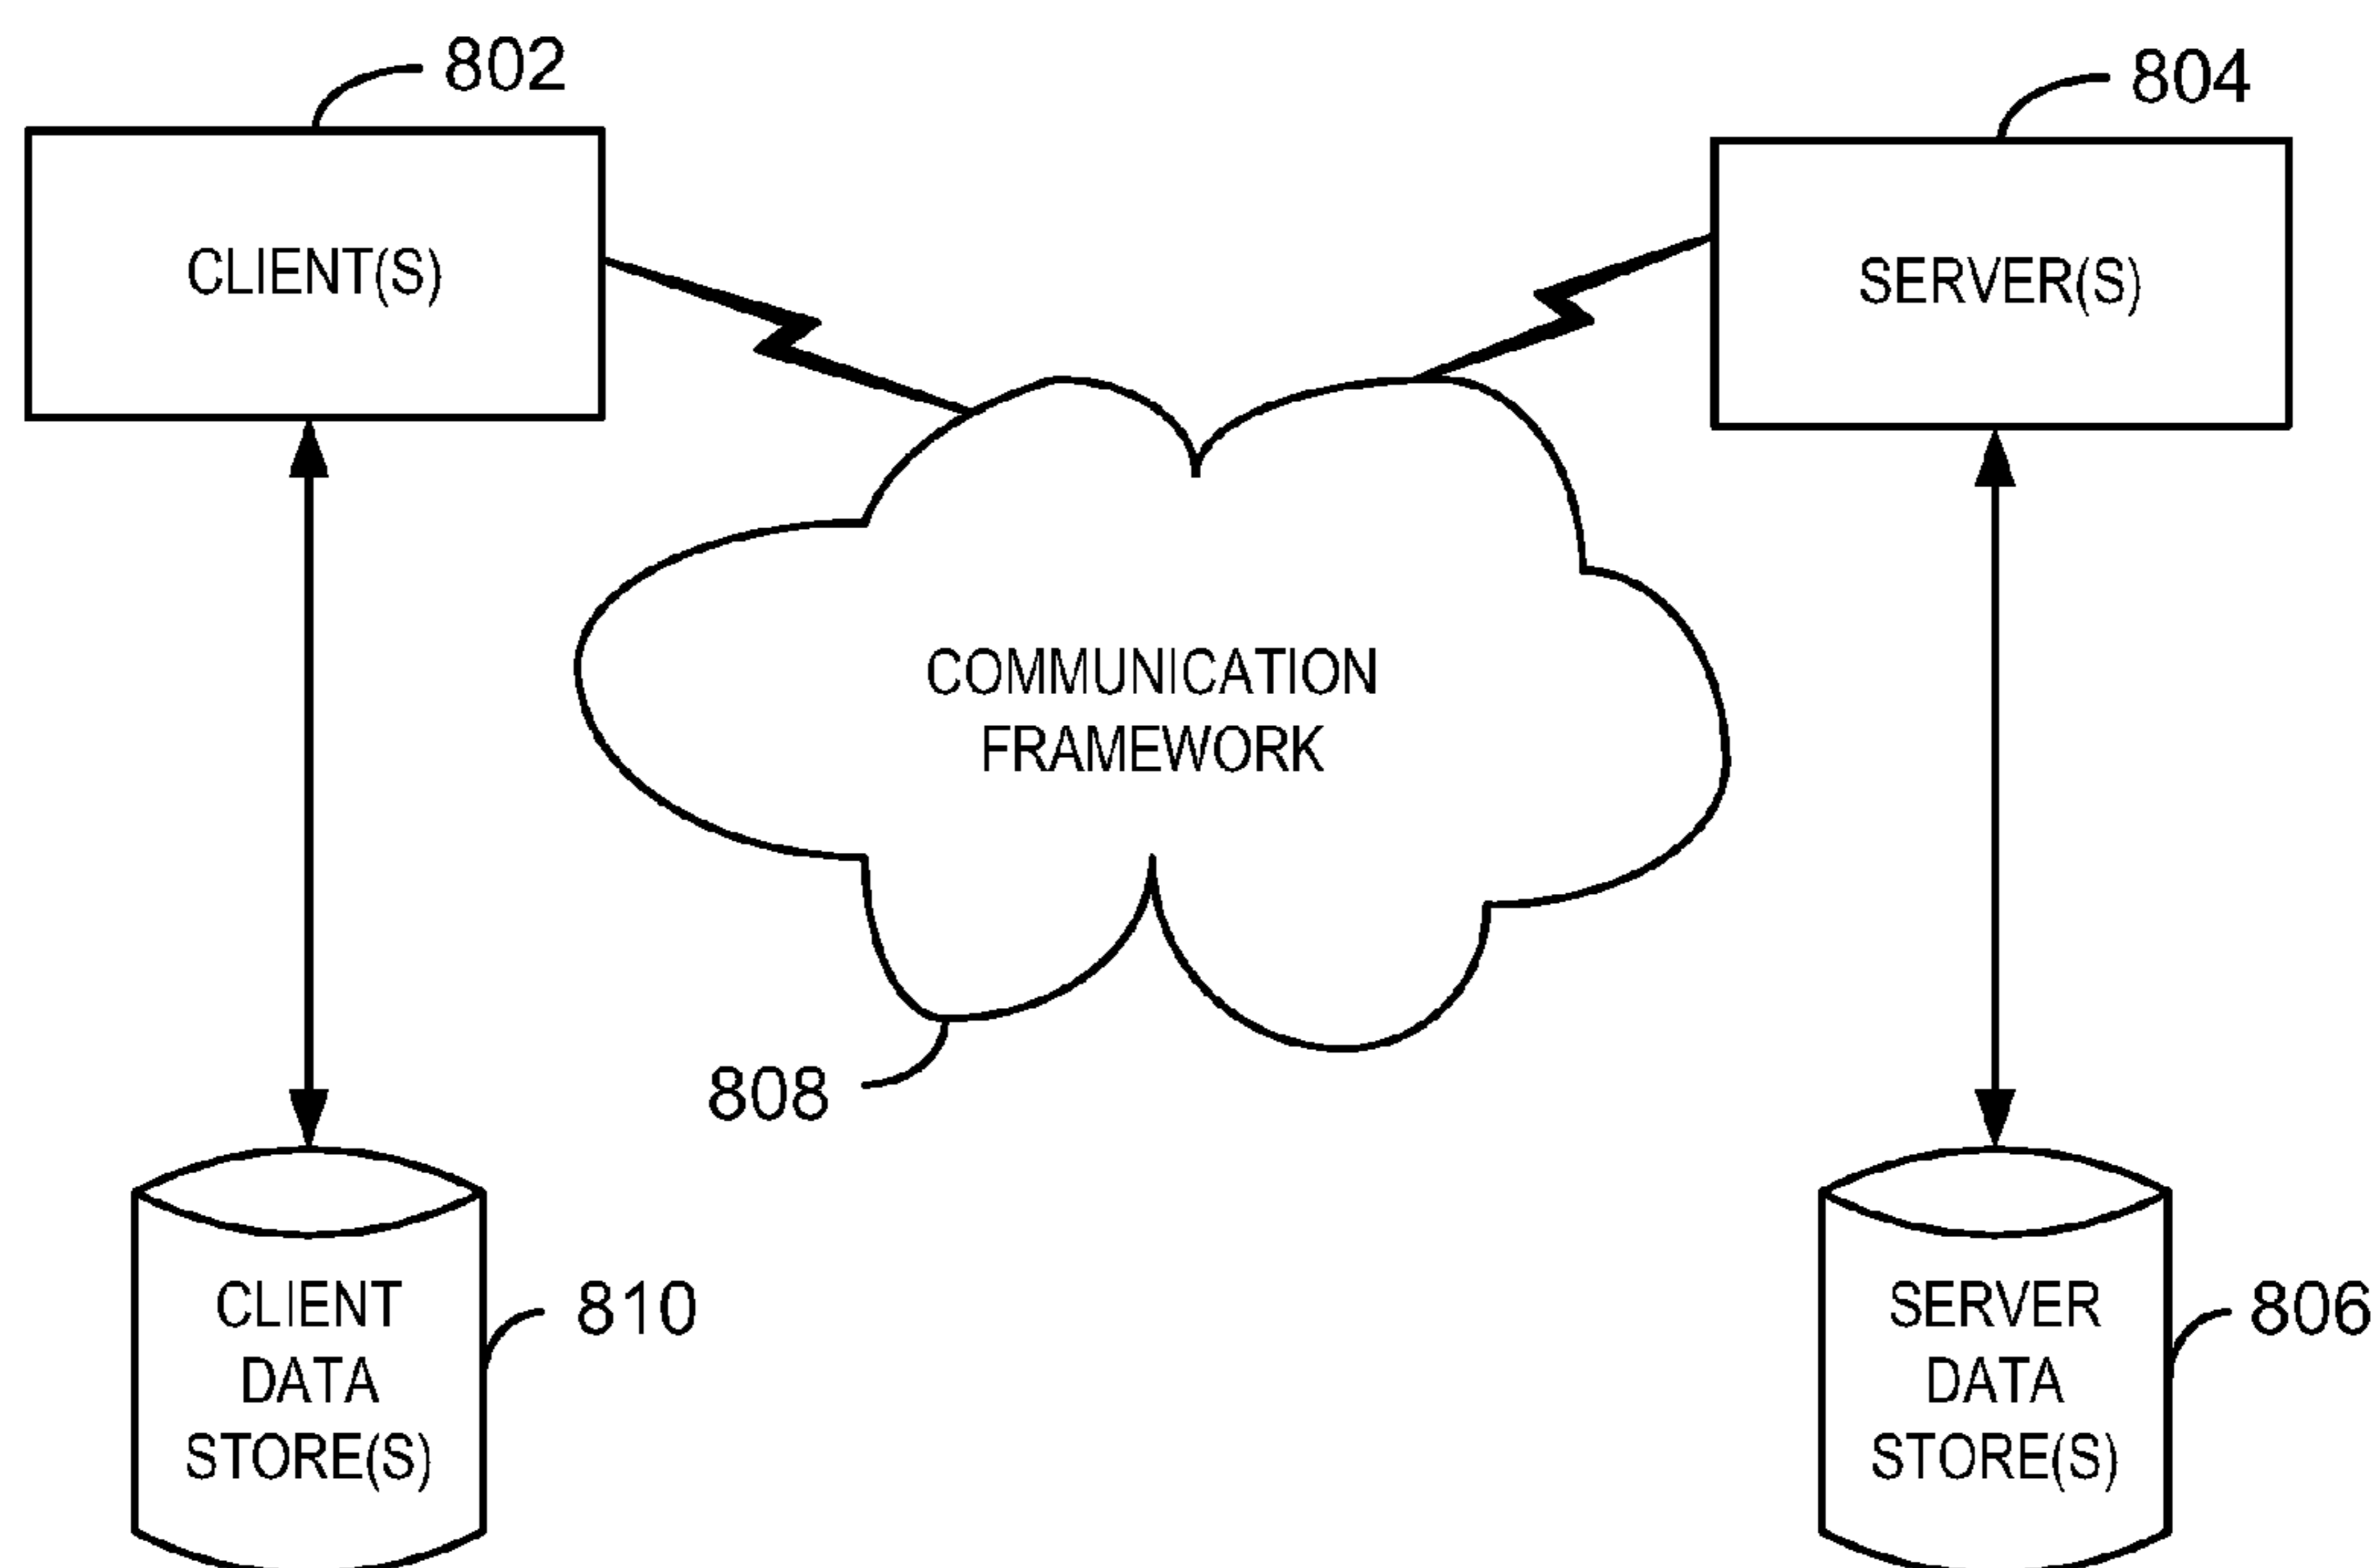 802
804
CLIENT(S)
SERVER(S)
COMMUNICATION
FRAMEWORK
808
CLIENT
DATA
STORE(S)
810
SERVER
DATA
STORE(S)
806